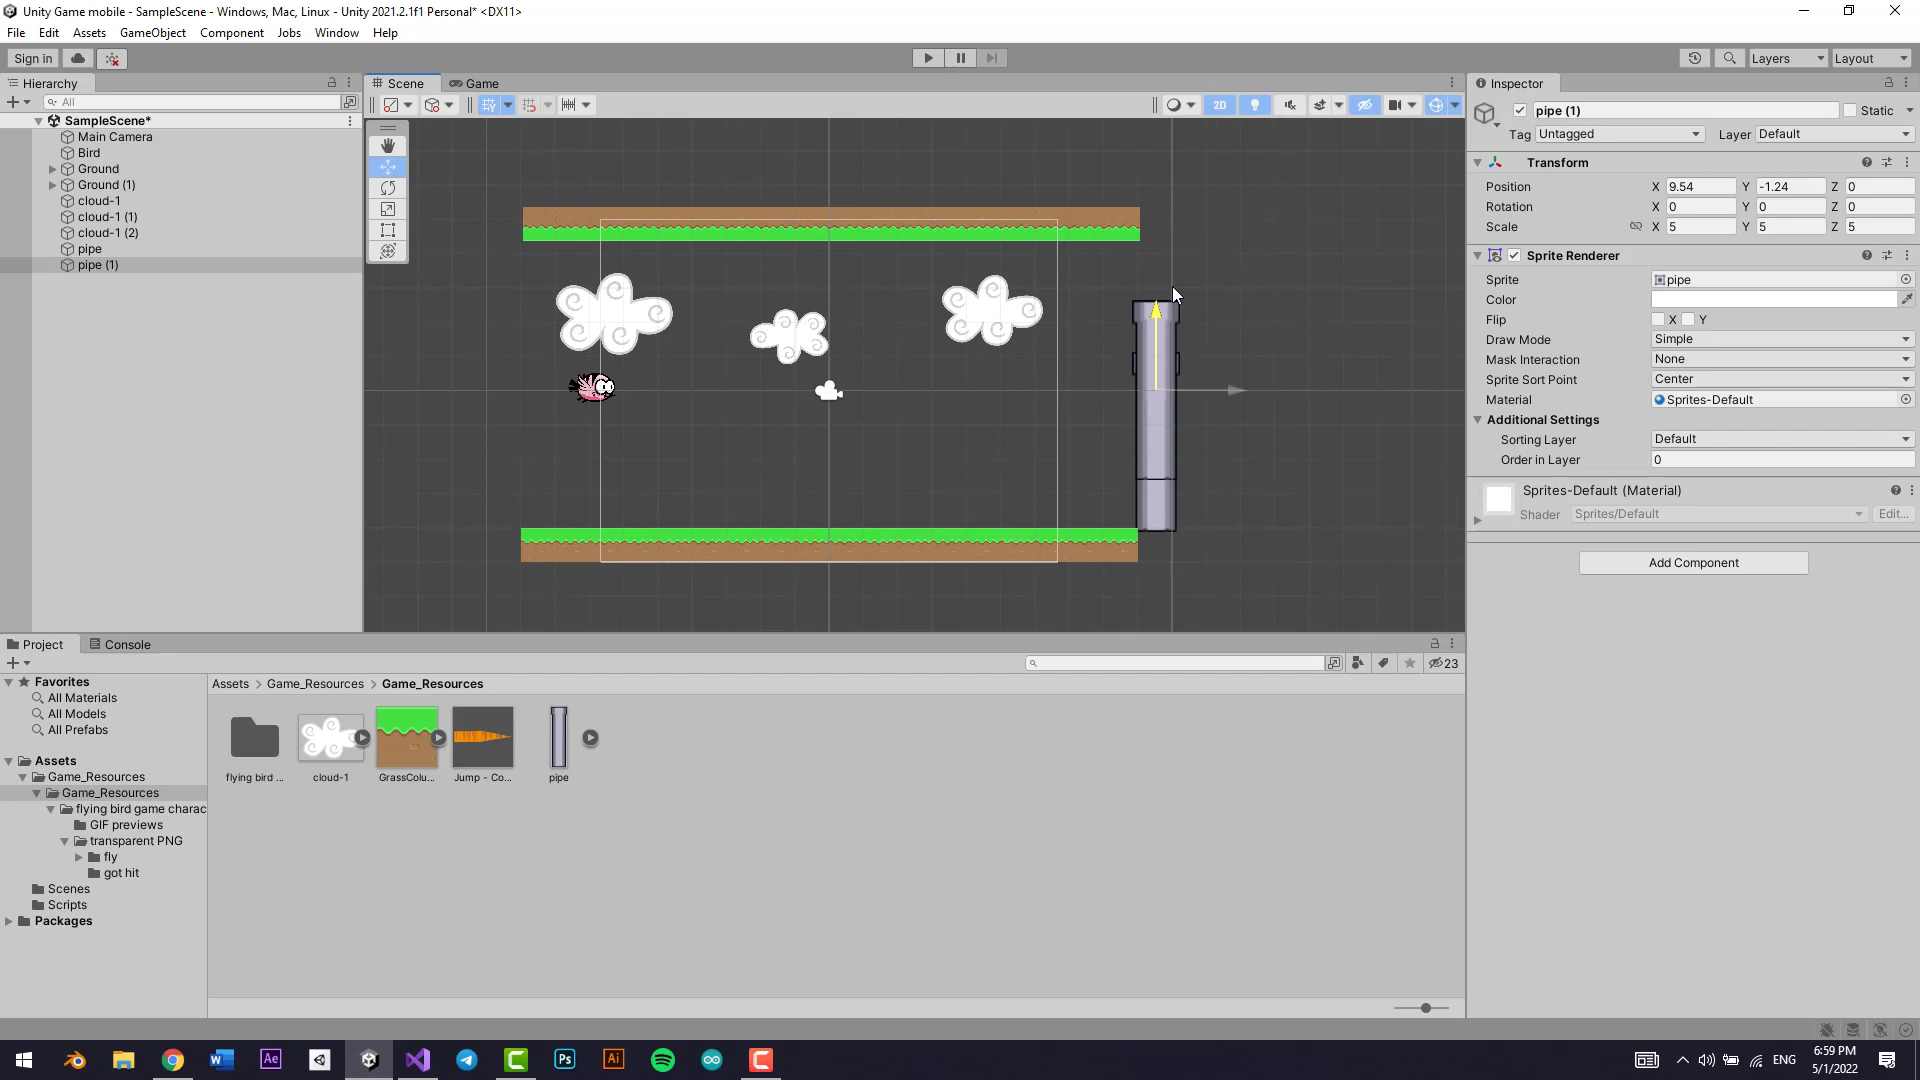 Unity Game mobile - SampleScene - Windows, Mac, Linux - Unity 2021.2.1f1 Personal* <DX11>
File Edit Assets GameObject Component Jobs Window Help
Sign in Layers Layout
Hierarchy
All
SampleScene*
Main Camera
Bird
Ground
Ground (1)
cloud-1
cloud-1 (1)
cloud-1 (2)
pipe
pipe (1)
Scene Game
2D
Inspector
pipe (1) Static
Tag Untagged Layer Default
Transform
Position X 9.54 Y -1.24 Z 0
Rotation X 0 Y 0 Z 0
Scale X 5 Y 5 Z 5
Sprite Renderer
Sprite pipe
Color
Flip X Y
Draw Mode Simple
Mask Interaction None
Sprite Sort Point Center
Material Sprites-Default
Additional Settings
Sorting Layer Default
Order in Layer 0
Sprites-Default (Material)
Shader Sprites/Default Edit...
Add Component
Project Console
23
Favorites
All Materials
All Models
All Prefabs
Assets
Game_Resources
Game_Resources
flying bird game charac
GIF previews
transparent PNG
fly
got hit
Scenes
Scripts
Packages
Assets > Game_Resources > Game_Resources
flying bird ... cloud-1 GrassColu... Jump - Co... pipe
ENG
6:59 PM
5/1/2022